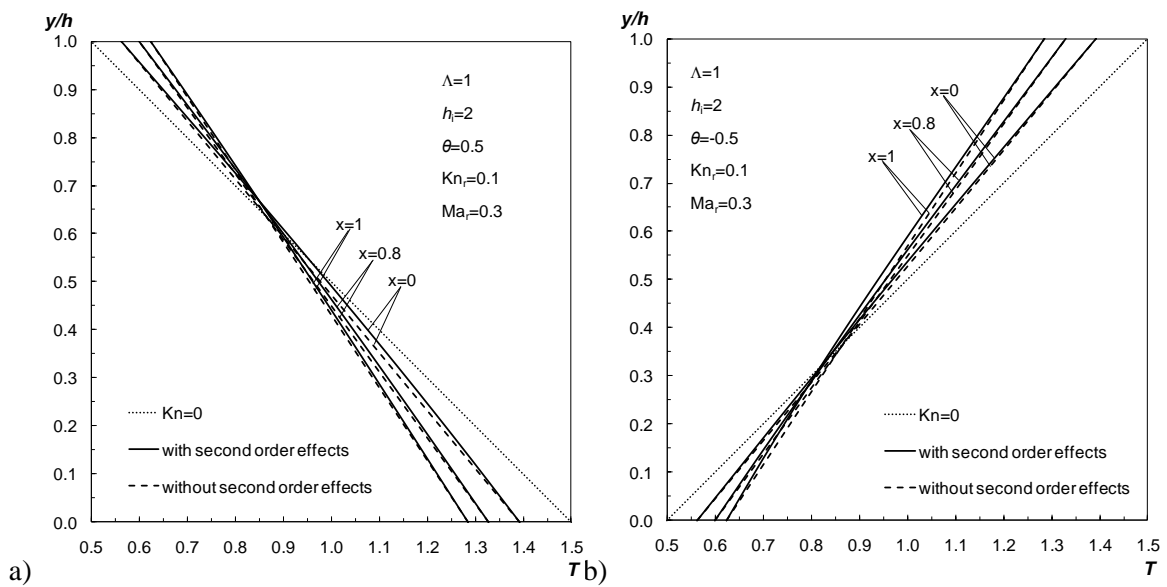 y/h
1.0
0.9
0.8
0.7
0.6
0.5
0.4
0.3
0.2
0.1
0.0
0.5 0.6 0.7 0.8 0.9 1.0 1.1 1.2 1.3 1.4 1.5
T
Λ=1
hi=2
θ=0.5
Knr=0.1
Mar=0.3
x=1
x=0.8
x=0
Kn=0
with second order effects
without second order effects
a)
y/h
1.0
0.9
0.8
0.7
0.6
0.5
0.4
0.3
0.2
0.1
0.0
0.5 0.6 0.7 0.8 0.9 1.0 1.1 1.2 1.3 1.4 1.5
T
Λ=1
hi=2
θ=-0.5
Knr=0.1
Mar=0.3
x=0
x=0.8
x=1
Kn=0
with second order effects
without second order effects
b)